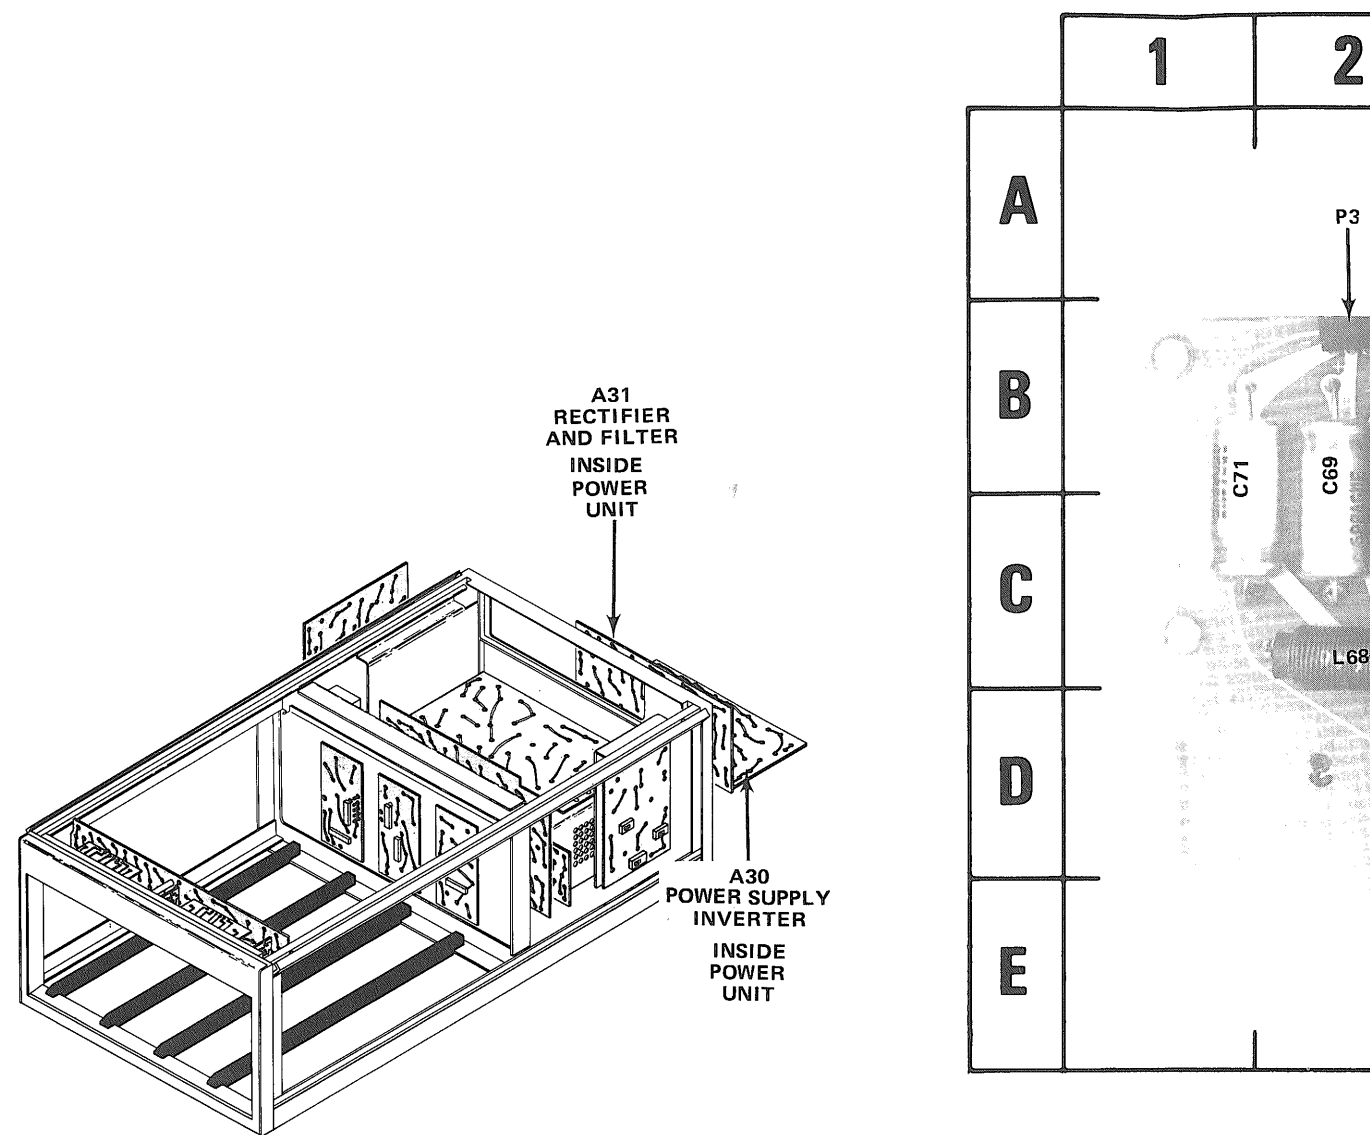 A31
RECTIFIER
AND FILTER
INSIDE
POWER
UNIT
A30
POWER SUPPLY
INVERTER
INSIDE
POWER
UNIT
1 2
A
P3
B
C71 C69
C
L68
D
E